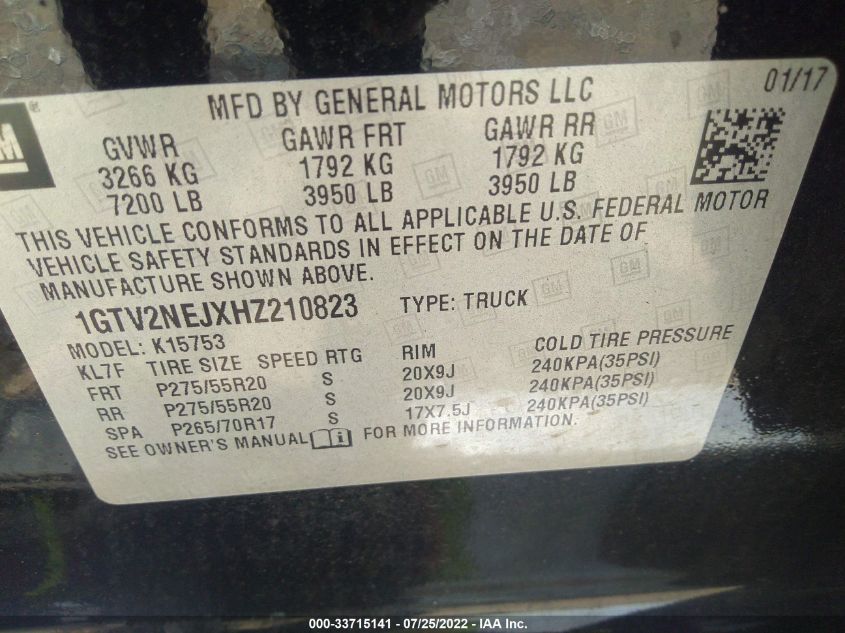 MFD BY GENERAL MOTORS LLC 01/17
GM
GVWR GAWR FRT GAWR RR
3266 KG 1792 KG 1792 KG
7200 LB 3950 LB 3950 LB
THIS VEHICLE CONFORMS TO ALL APPLICABLE U.S. FEDERAL MOTOR
VEHICLE SAFETY STANDARDS IN EFFECT ON THE DATE OF
MANUFACTURE SHOWN ABOVE.
1GTV2NEJXHZ210823 TYPE: TRUCK
MODEL: K15753
KL7F TIRE SIZE SPEED RTG RIM COLD TIRE PRESSURE
FRT P275/55R20 S 20X9J 240KPA(35PSI)
RR P275/55R20 S 20X9J 240KPA(35PSI)
SPA P265/70R17 S 17X7.5J 240KPA(35PSI)
SEE OWNER'S MANUAL FOR MORE INFORMATION.
000-33715141 - 07/25/2022 - IAA Inc.